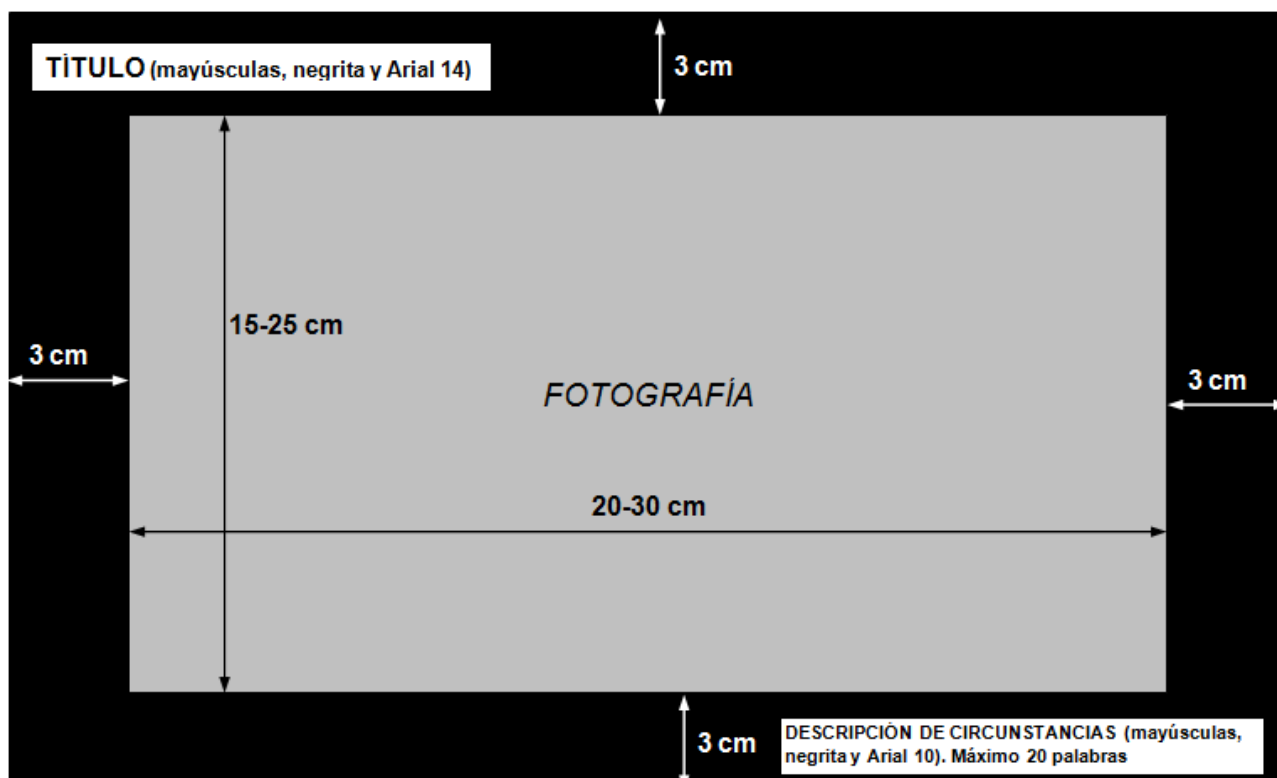 TÍTULO (mayúsculas, negrita y Arial 14)
3 cm
15-25 cm
3 cm
3 cm
FOTOGRAFÍA
20-30 cm
3 cm
DESCRIPCIÓN DE CIRCUNSTANCIAS (mayúsculas,
negrita y Arial 10). Máximo 20 palabras